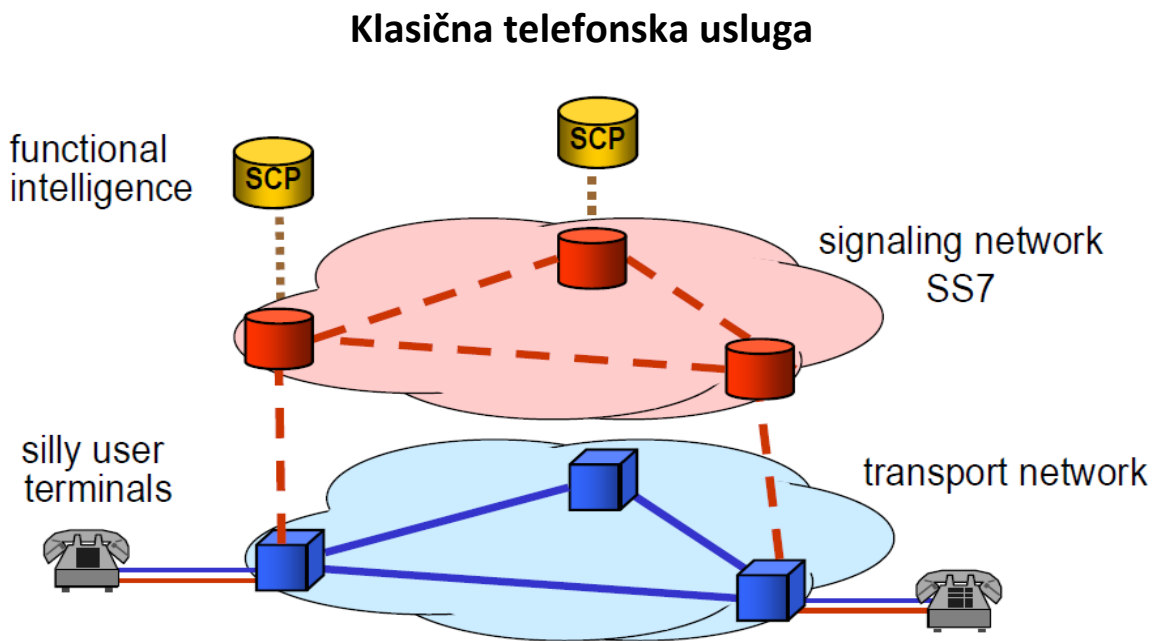 Klasična telefonska usluga
functional
intelligence
SCP
SCP
signaling network
SS7
silly user
terminals
transport network